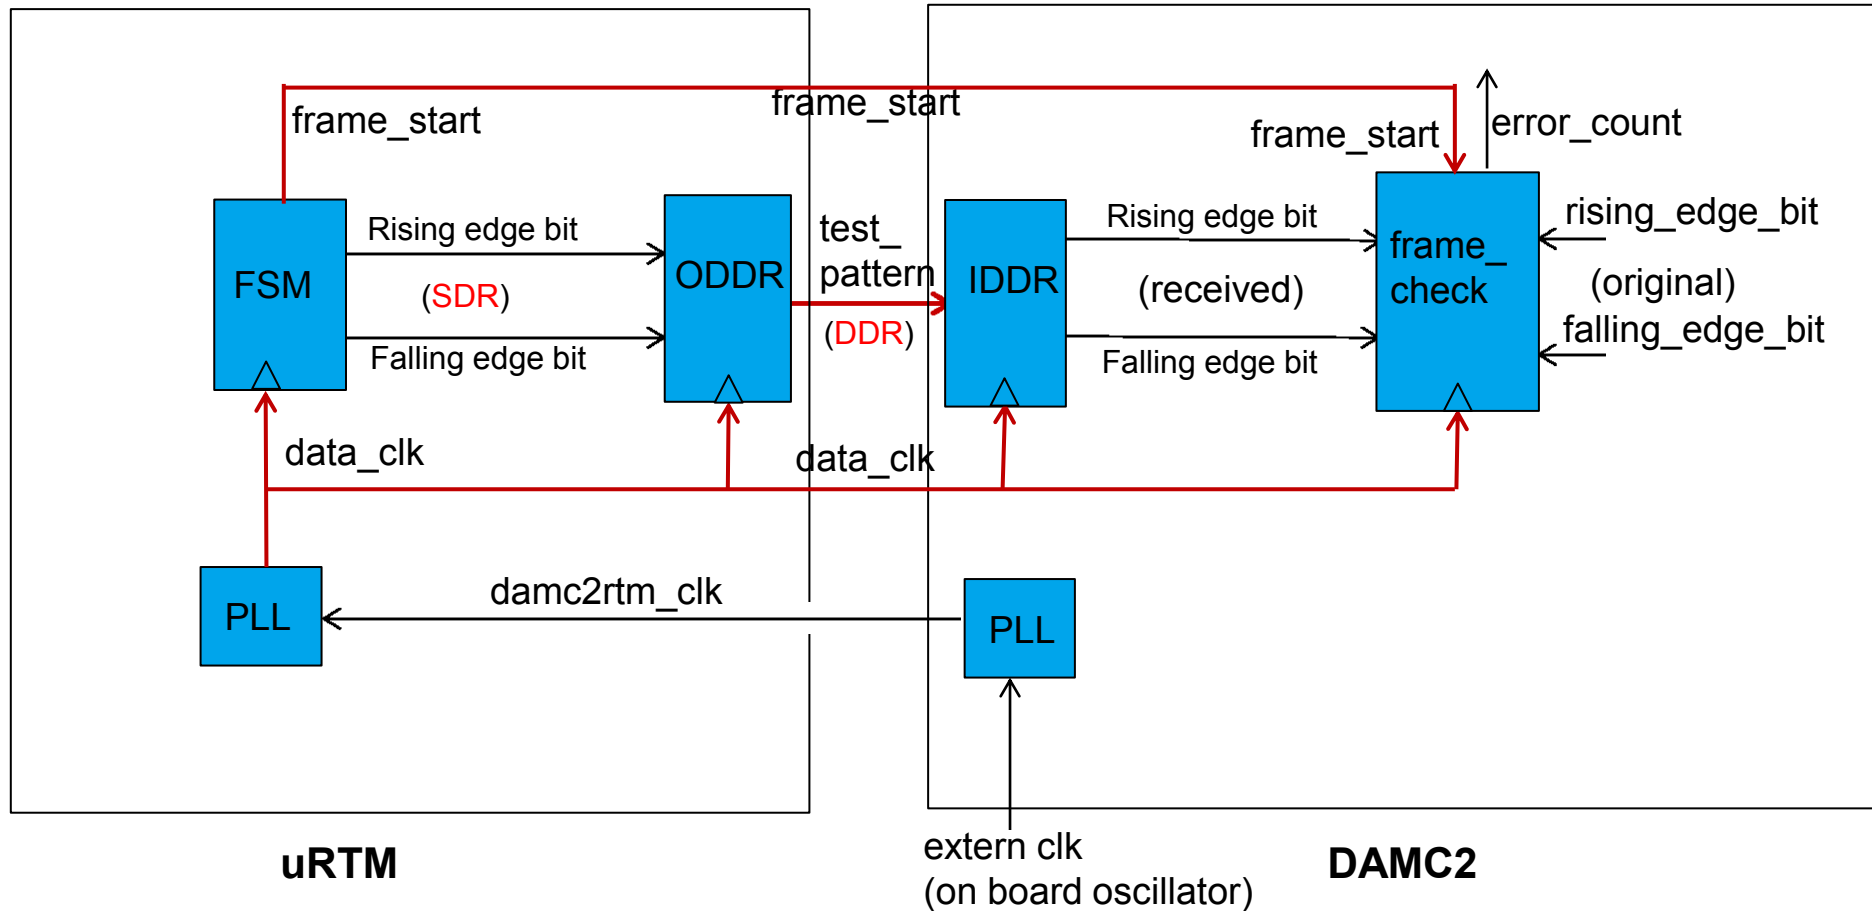 frame_start
frame_start
frame_start
error_count
FSM
Rising edge bit
(SDR)
Falling edge bit
ODDR
test_
pattern
(DDR)
IDDR
Rising edge bit
(received)
Falling edge bit
frame_
check
rising_edge_bit
(original)
falling_edge_bit
data_clk
data_clk
PLL
damc2rtm_clk
PLL
extern clk
(on board oscillator)
uRTM
DAMC2